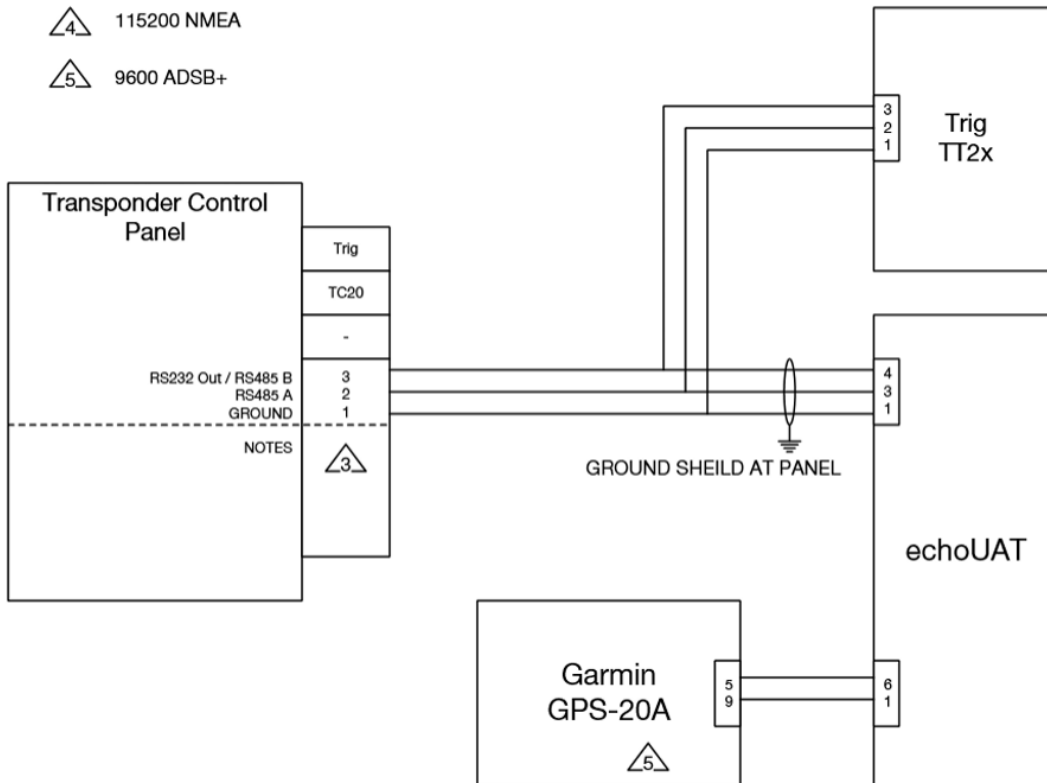 4 115200 NMEA
5 9600 ADSB+
3
2
1
Trig
TT2x
Transponder Control
Panel
Trig
TC20
-
RS232 Out / RS485 B 3
RS485 A 2
GROUND 1
NOTES 3
4
3
1
GROUND SHEILD AT PANEL
echoUAT
Garmin
GPS-20A
5
5
9
6
1